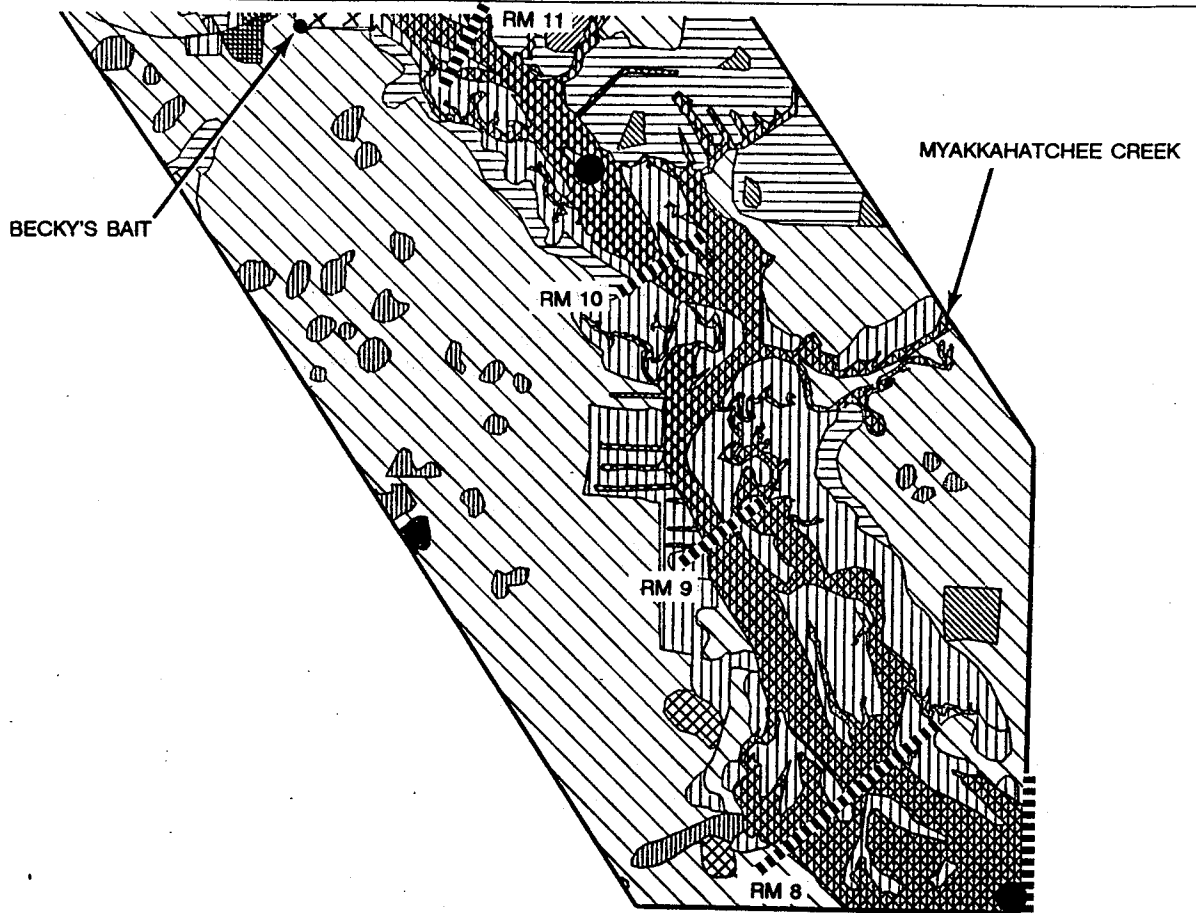 RM 11
MYAKKAHATCHEE CREEK
BECKY'S BAIT
RM 10
RM 9
RM 8